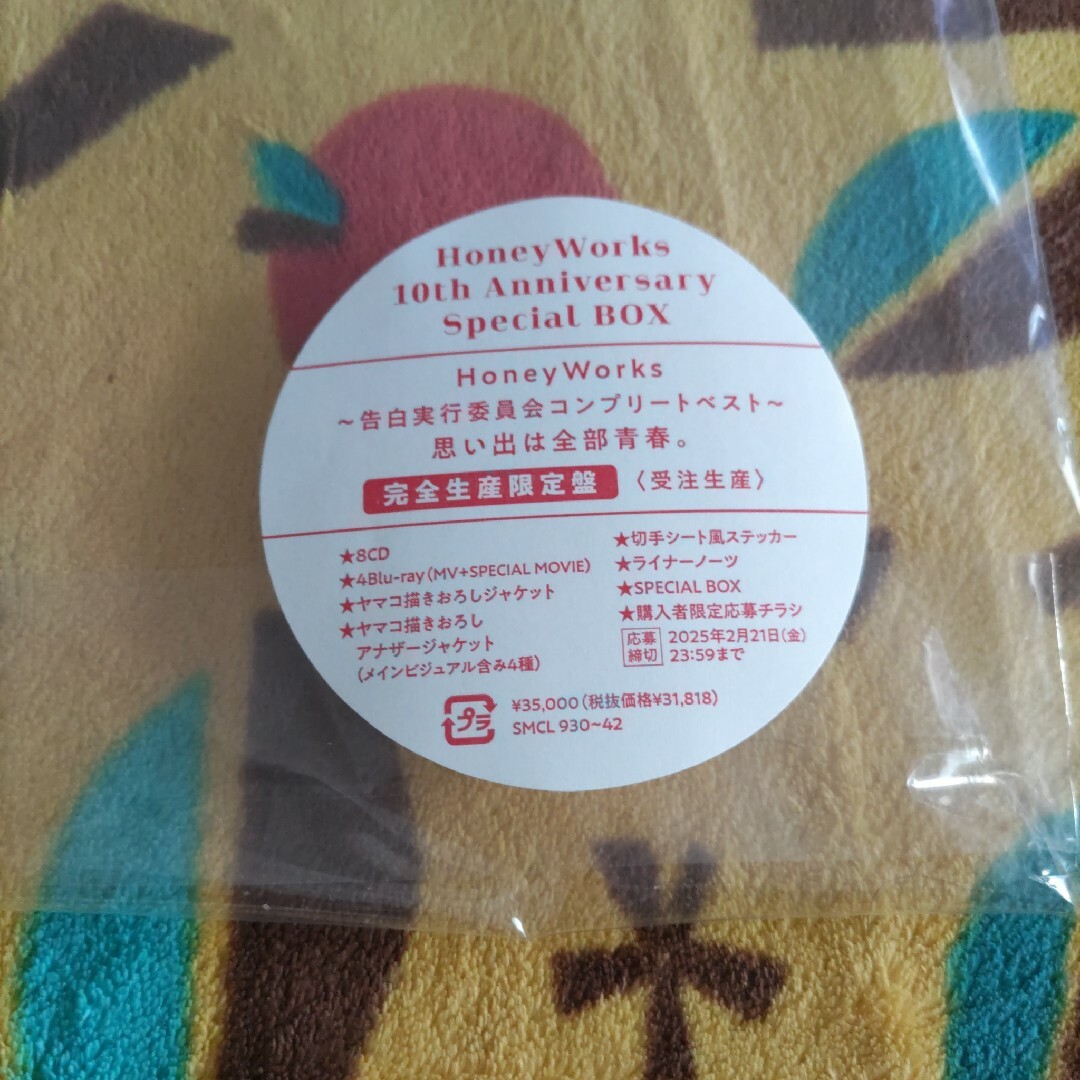 HoneyWorks
10th Anniversary
Special BOX
HoneyWorks
～告白実行委員会コンプリートベスト～
思い出は全部青春。
完全生産限定盤 〈受注生産〉
★8CD
★4Blu-ray（MV+SPECIAL MOVIE）
★ヤマコ描きおろしジャケット
★ヤマコ描きおろし
アナザージャケット
（メインビジュアル含み4種）
★切手シート風ステッカー
★ライナーノーツ
★SPECIAL BOX
★購入者限定応募チラシ
応募締切 2025年2月21日（金）
23:59まで
プラ
¥35,000（税抜価格¥31,818）
SMCL 930~42